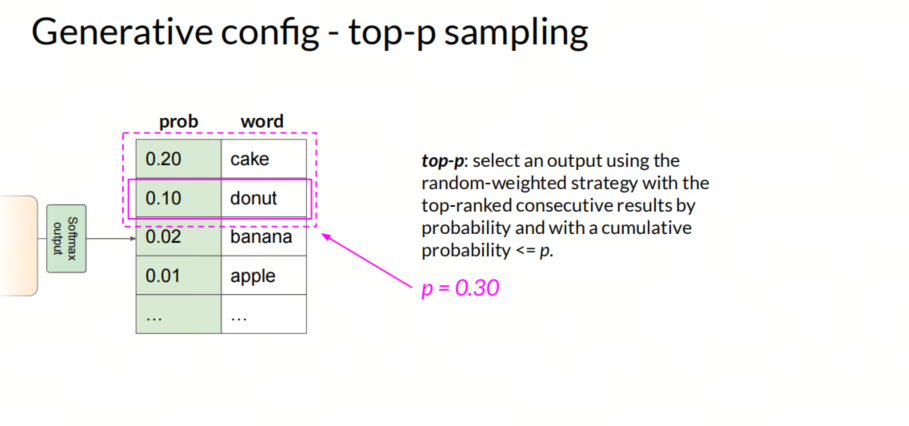 Generative config - top-p sampling
prob word
0.20 cake
0.10 donut
0.02 banana
0.01 apple
... ...
Softmax
output
top-p: select an output using the
random-weighted strategy with the
top-ranked consecutive results by
probability and with a cumulative
probability <= p.
p = 0.30